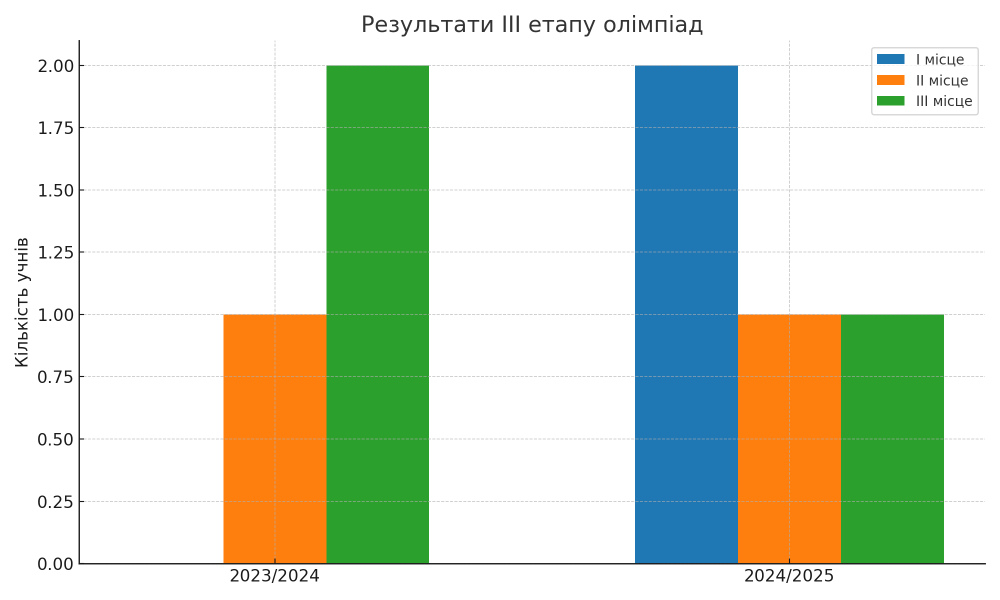 Результати III етапу олімпіад
I місце
II місце
III місце
Кількість учнів
2.00
1.75
1.50
1.25
1.00
0.75
0.50
0.25
0.00
2023/2024
2024/2025